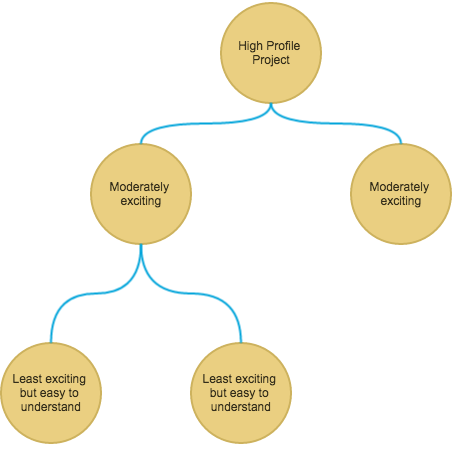 High Profile
Project
Moderately
exciting
Moderately
exciting
Least exciting
but easy to
understand
Least exciting
but easy to
understand